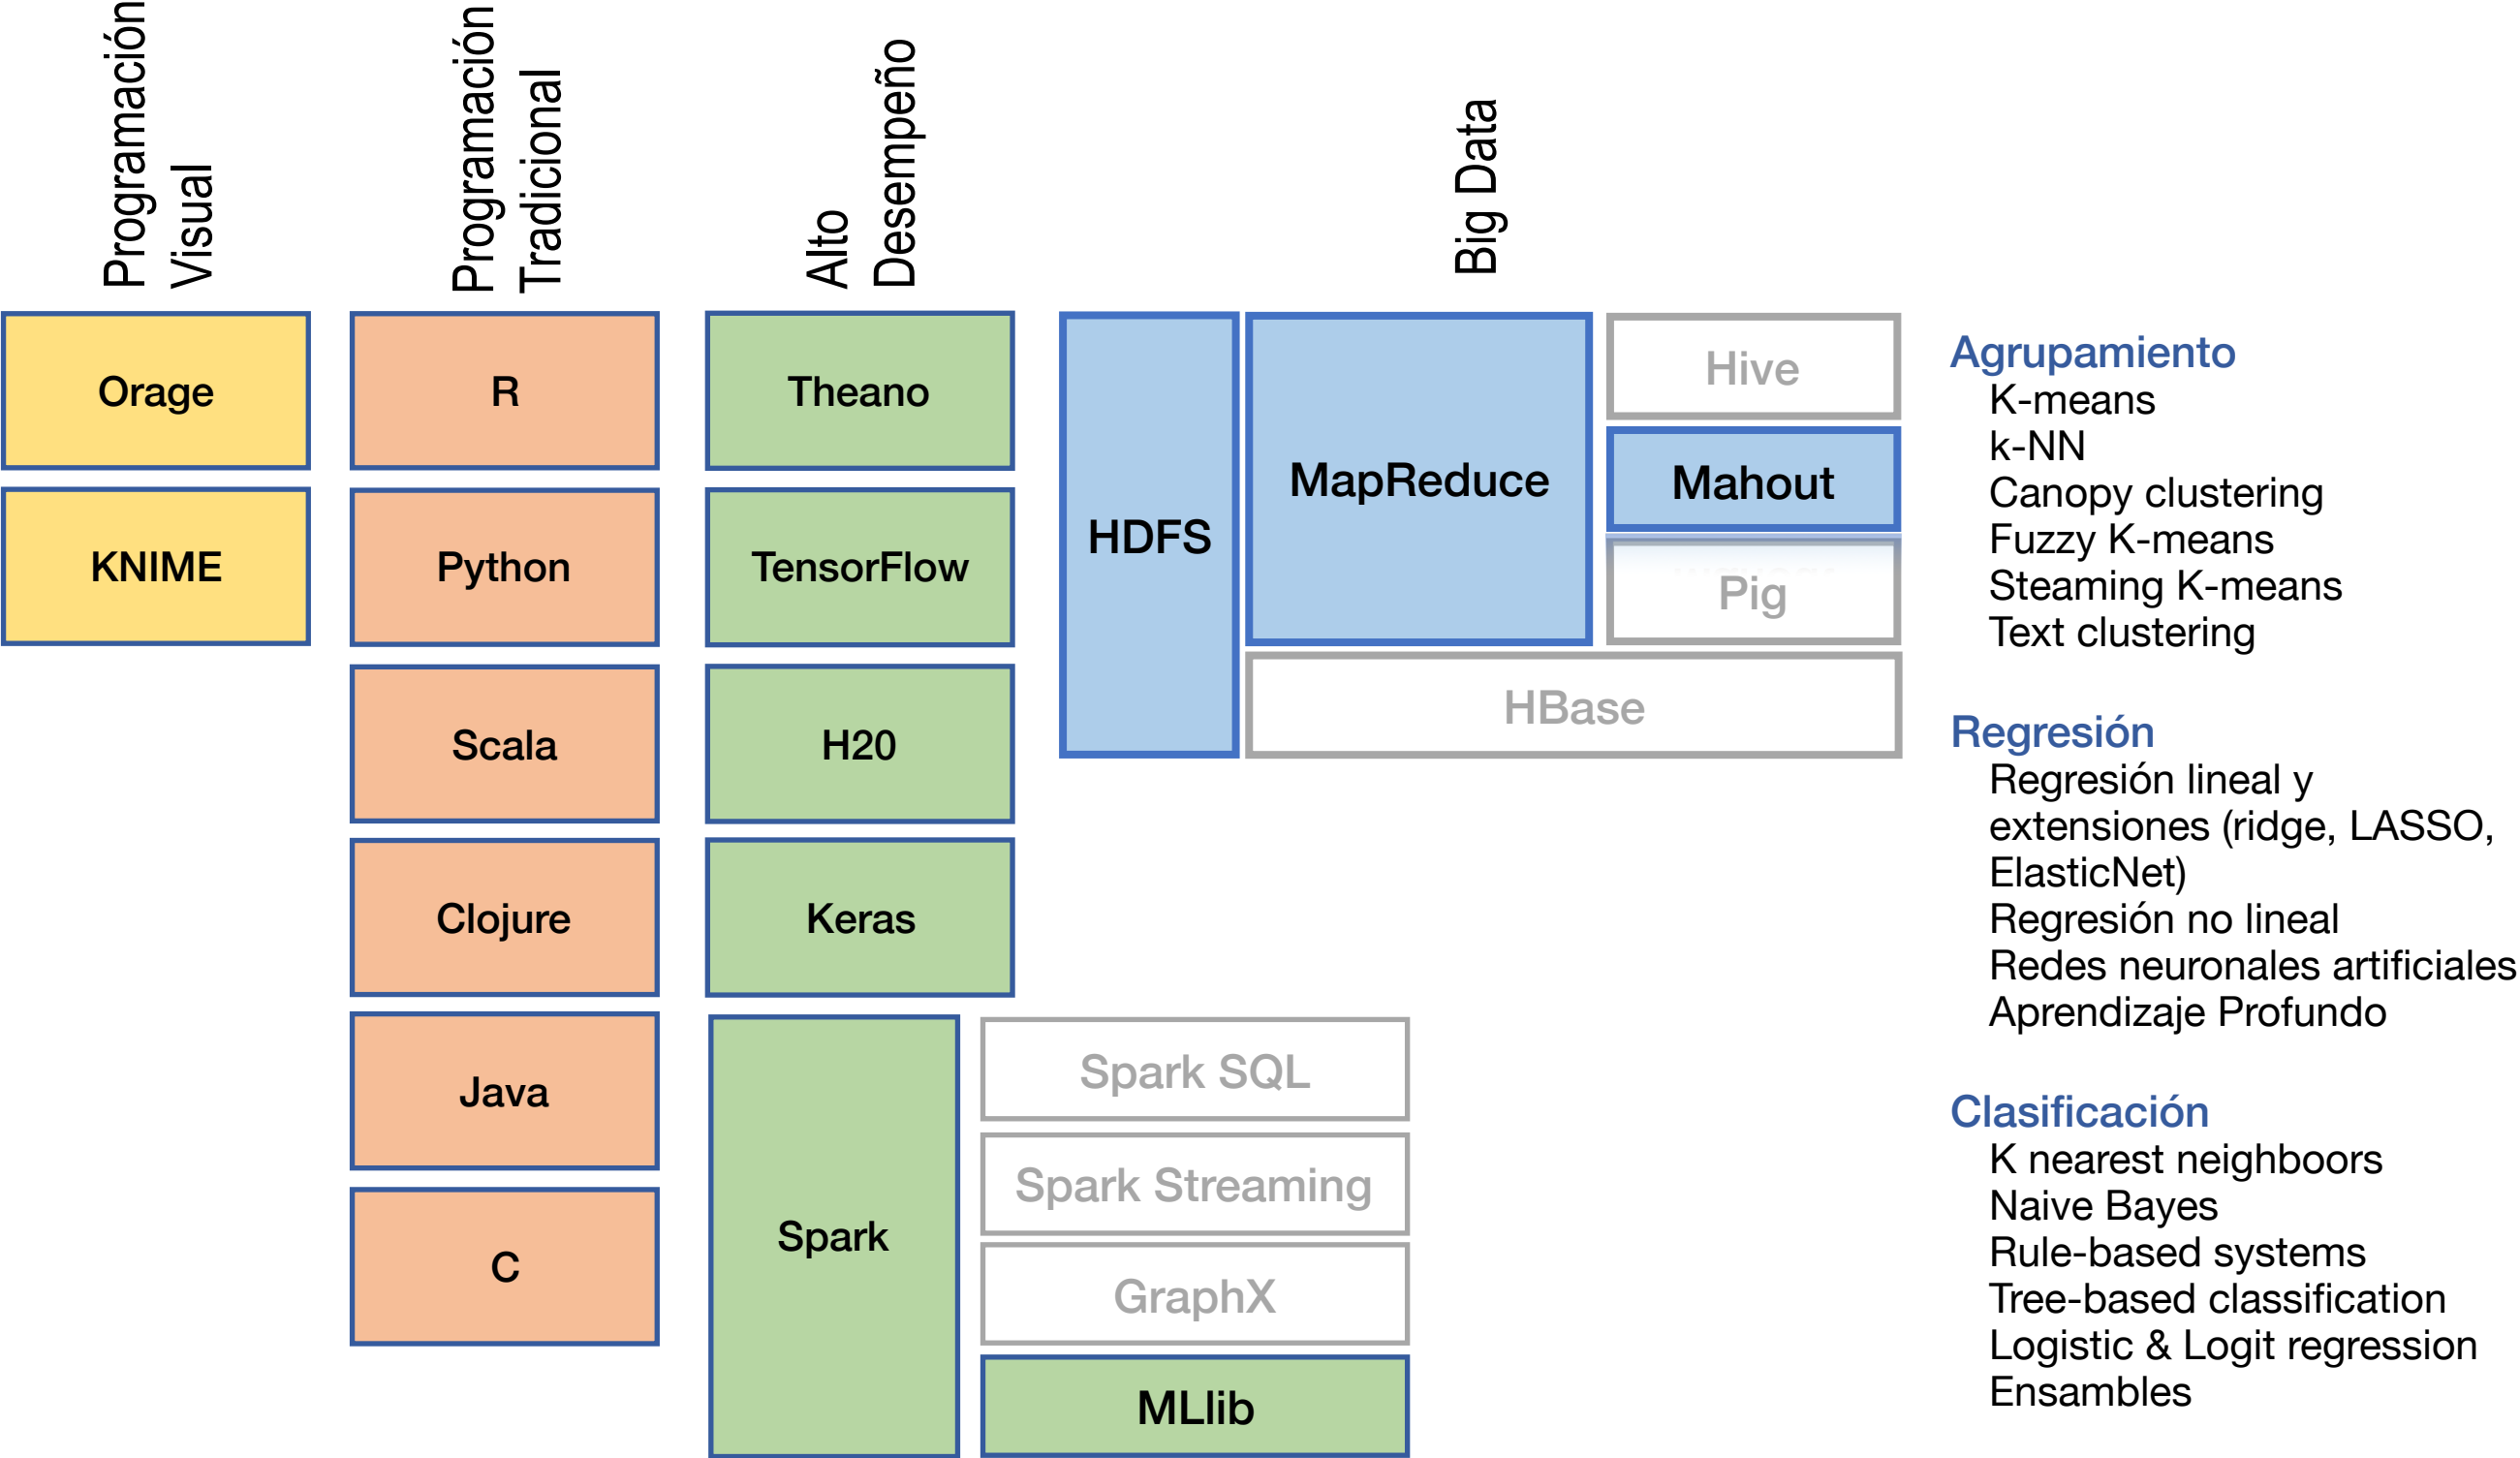 Programación
Visual
Programación
Tradicional
Alto
Desempeño
Big Data
Orage
KNIME
R
Python
Scala
Clojure
Java
C
Theano
TensorFlow
H20
Keras
Spark
Spark SQL
Spark Streaming
GraphX
MLlib
HDFS
MapReduce
Hive
Mahout
Pig
HBase
Agrupamiento
K-means
k-NN
Canopy clustering
Fuzzy K-means
Steaming K-means
Text clustering
Regresión
Regresión lineal y
extensiones (ridge, LASSO,
ElasticNet)
Regresión no lineal
Redes neuronales artificiales
Aprendizaje Profundo
Clasificación
K nearest neighboors
Naive Bayes
Rule-based systems
Tree-based classification
Logistic & Logit regression
Ensambles